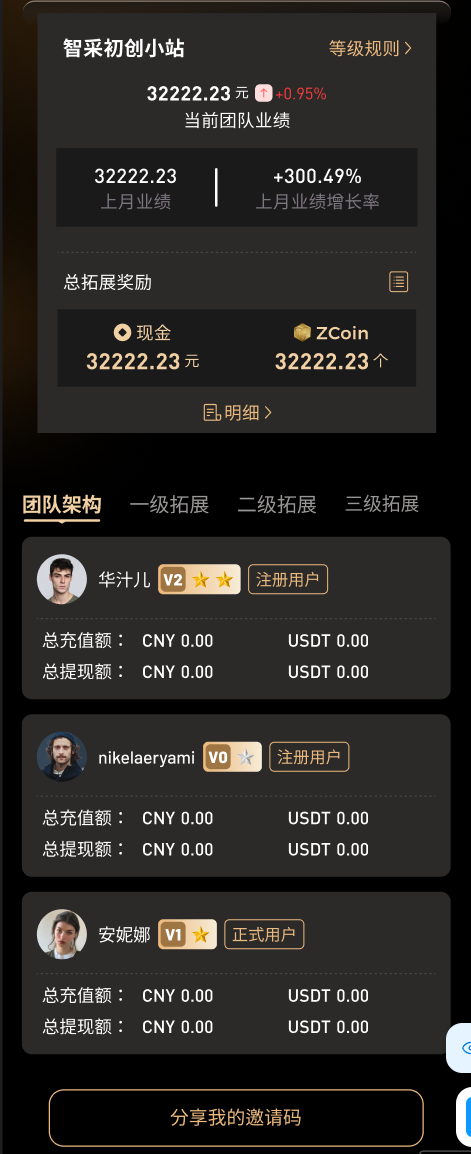 智采初创小站 等级规则
32222.23 元 +0.95%
当前团队业绩
32222.23 +300.49%
上月业绩 上月业绩增长率
总拓展奖励
现金 ZCoin
32222.23 元 32222.23 个
明细
团队架构 一级拓展 二级拓展 三级拓展
华汁儿 V2 注册用户
总充值额： CNY 0.00 USDT 0.00
总提现额： CNY 0.00 USDT 0.00
nikelaeryami V0 注册用户
总充值额： CNY 0.00 USDT 0.00
总提现额： CNY 0.00 USDT 0.00
安妮娜 V1 正式用户
总充值额： CNY 0.00 USDT 0.00
总提现额： CNY 0.00 USDT 0.00
分享我的邀请码